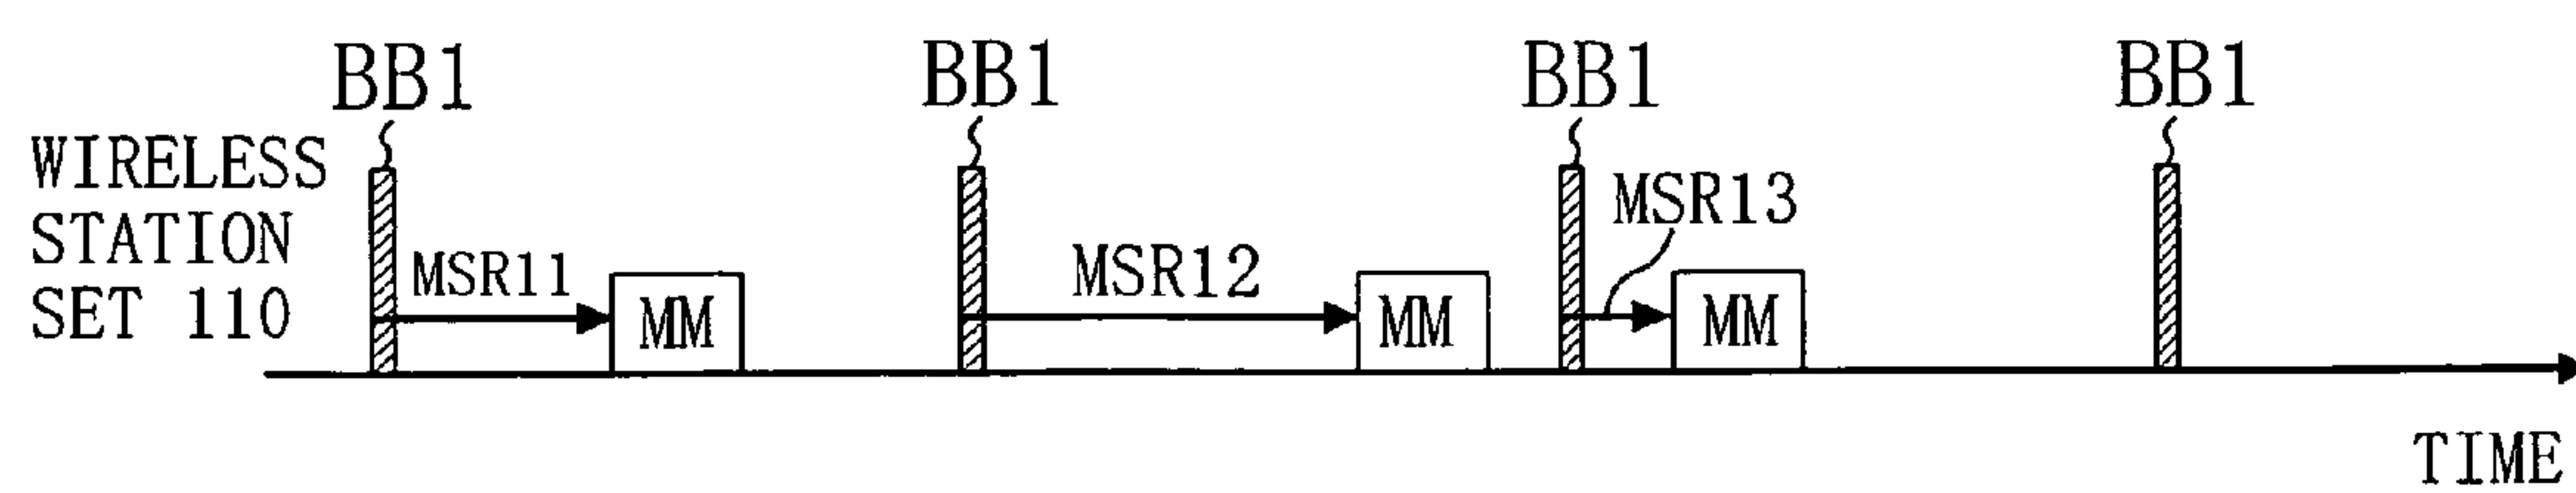 BB1 BB1 BB1 BB1
WIRELESS
STATION
SET 110
MSR11 MSR12 MSR13
MM MM MM
TIME